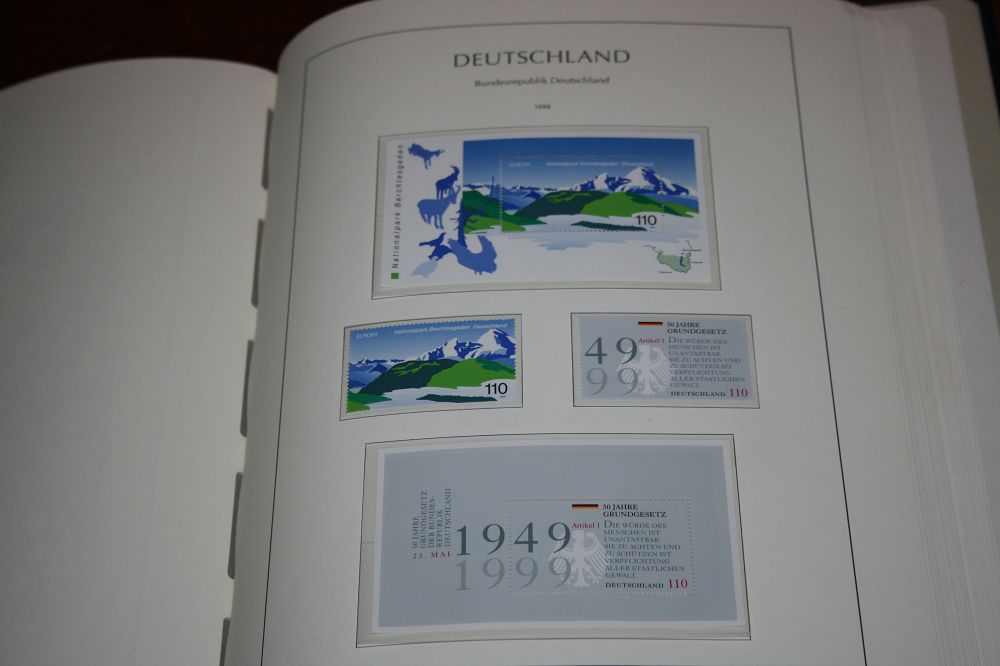 DEUTSCHLAND
Bundesrepublik Deutschland
1999
Nationalpark Berchtesgaden
EUROPA Nationalpark Berchtesgaden Deutschland
110
EUROPA Nationalpark Berchtesgaden Deutschland
110
50 JAHRE
GRUNDGESETZ
49
99
Artikel 1
DIE WÜRDE DES
MENSCHEN IST
UNANTASTBAR.
SIE ZU ACHTEN UND
ZU SCHÜTZEN IST
VERPFLICHTUNG
ALLER STAATLICHEN
GEWALT.
DEUTSCHLAND 110
50 JAHRE
GRUNDGESETZ
DER BUNDES-
REPUBLIK
DEUTSCHLAND
23. MAI
1949
1999
50 JAHRE
GRUNDGESETZ
Artikel 1
DIE WÜRDE DES
MENSCHEN IST
UNANTASTBAR.
SIE ZU ACHTEN UND
ZU SCHÜTZEN IST
VERPFLICHTUNG
ALLER STAATLICHEN
GEWALT.
DEUTSCHLAND 110